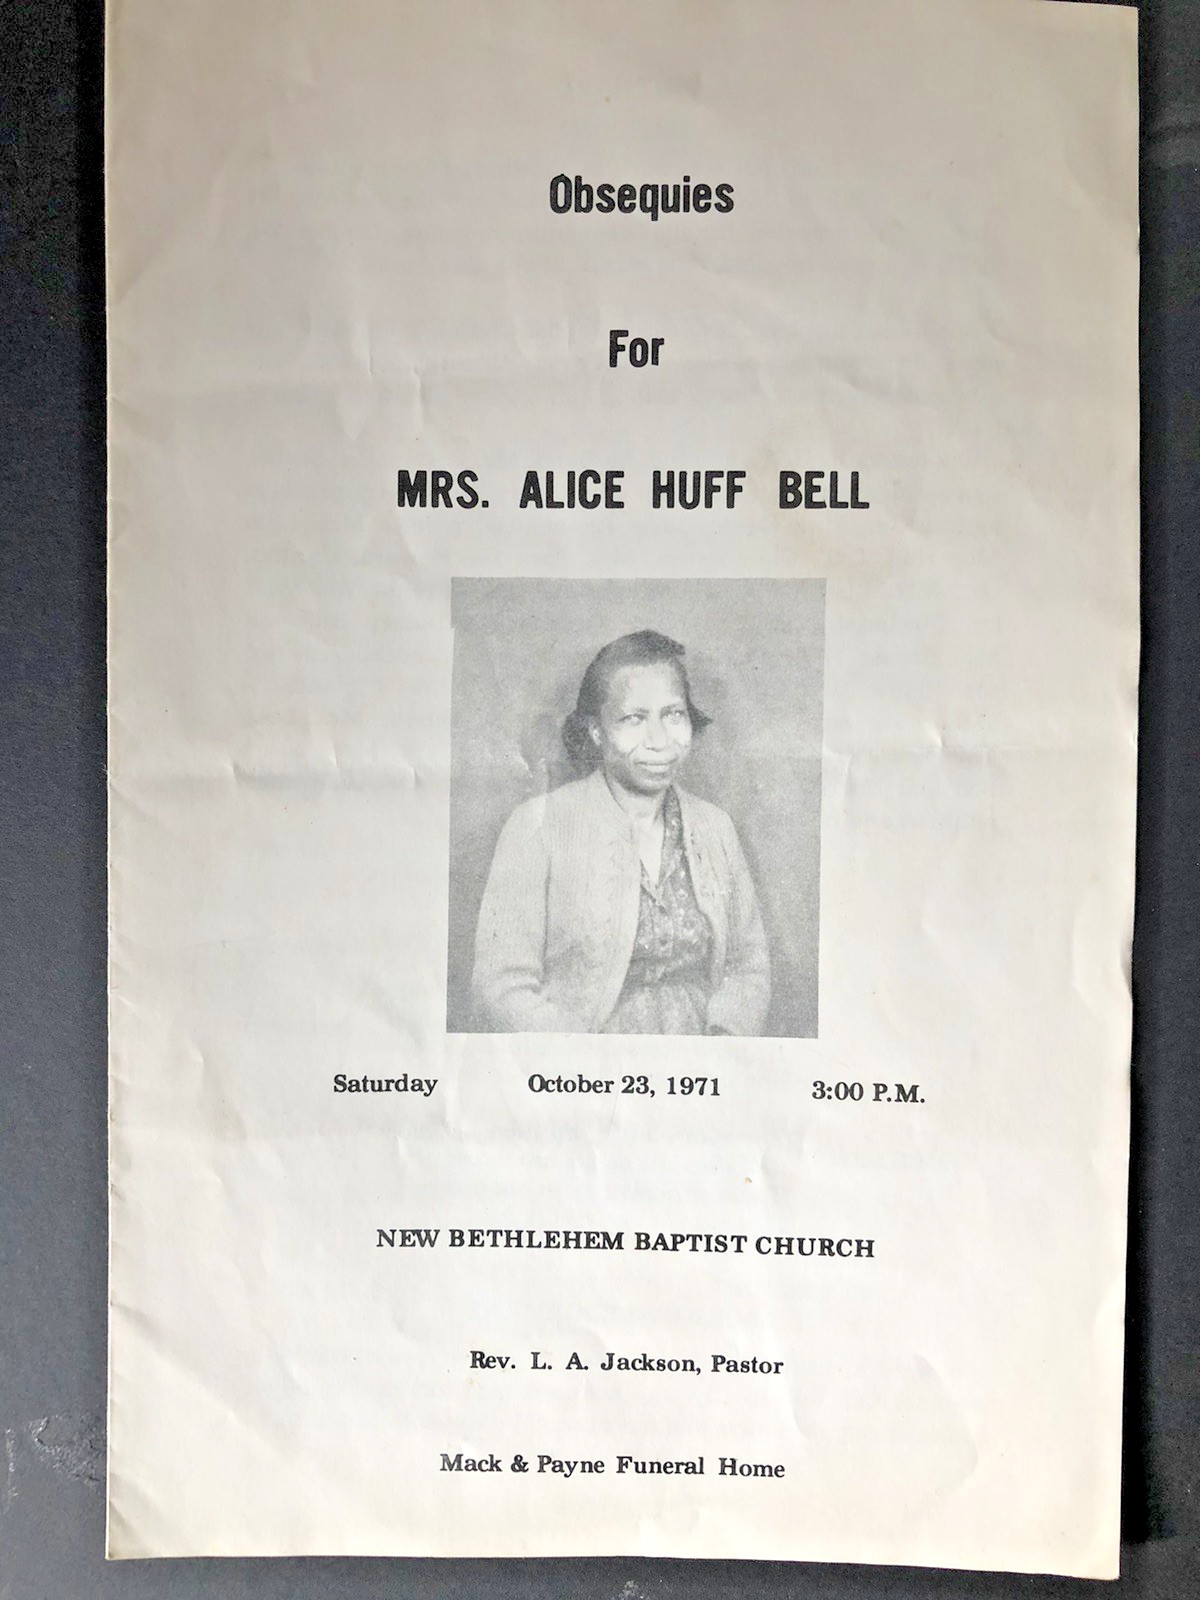 Obsequies
For
MRS. ALICE HUFF BELL
Saturday October 23, 1971 3:00 P.M.
NEW BETHLEHEM BAPTIST CHURCH
Rev. L. A. Jackson, Pastor
Mack & Payne Funeral Home